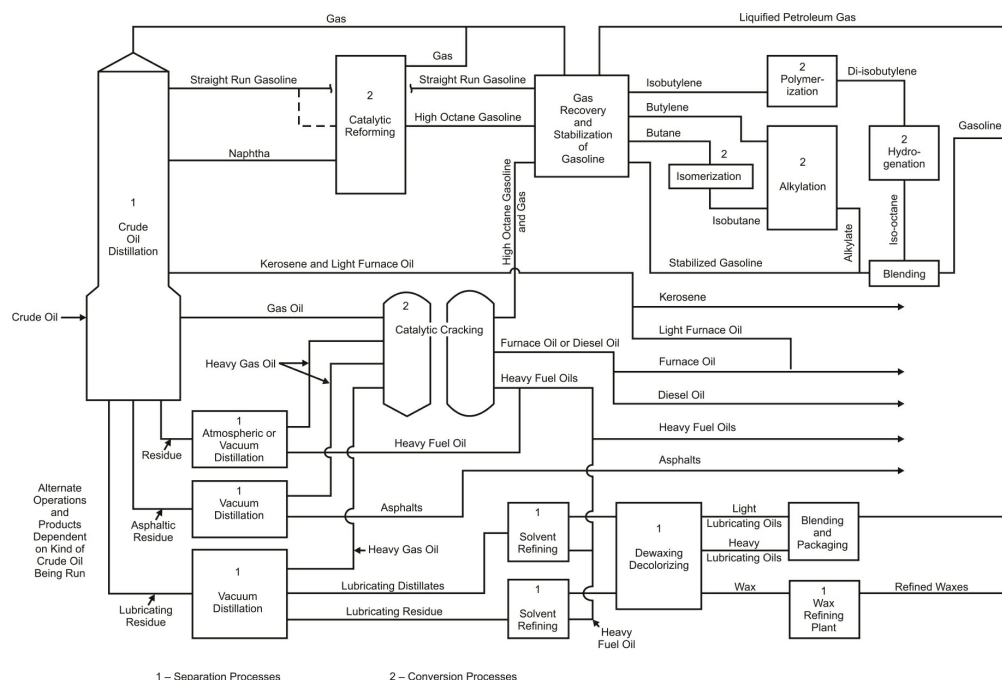 Gas
Liquified Petroleum Gas
Gas
Straight Run Gasoline
2
Catalytic
Reforming
Straight Run Gasoline
High Octane Gasoline
Naphtha
Gas
Recovery
and
Stabilization
of
Gasoline
Isobutylene
Butylene
Butane
2
Polymer-
ization
Di-isobutylene
2
Isomerization
Isobutane
2
Alkylation
2
Hydro-
genation
Gasoline
High Octane Gasoline
and Gas
Alkylate
Iso-octane
Stabilized Gasoline
Blending
1
Crude
Oil
Distillation
Kerosene and Light Furnace Oil
Kerosene
Crude Oil
Gas Oil
2
Catalytic Cracking
Light Furnace Oil
Furnace Oil or Diesel Oil
Furnace Oil
Heavy Gas Oil
Heavy Fuel Oils
Diesel Oil
1
Atmospheric or
Vacuum
Distillation
Residue
Heavy Fuel Oil
Heavy Fuel Oils
Asphalts
Alternate
Operations
and
Products
Dependent
on Kind of
Crude Oil
Being Run
Asphaltic
Residue
1
Vacuum
Distillation
Asphalts
Heavy Gas Oil
1
Solvent
Refining
1
Dewaxing
Decolorizing
Light
Lubricating Oils
Heavy
Lubricating Oils
Blending
and
Packaging
1
Vacuum
Distillation
Lubricating
Residue
Lubricating Distillates
Lubricating Residue
1
Solvent
Refining
Heavy
Fuel Oil
Wax
1
Wax
Refining
Plant
Refined Waxes
1 – Separation Processes
2 – Conversion Processes